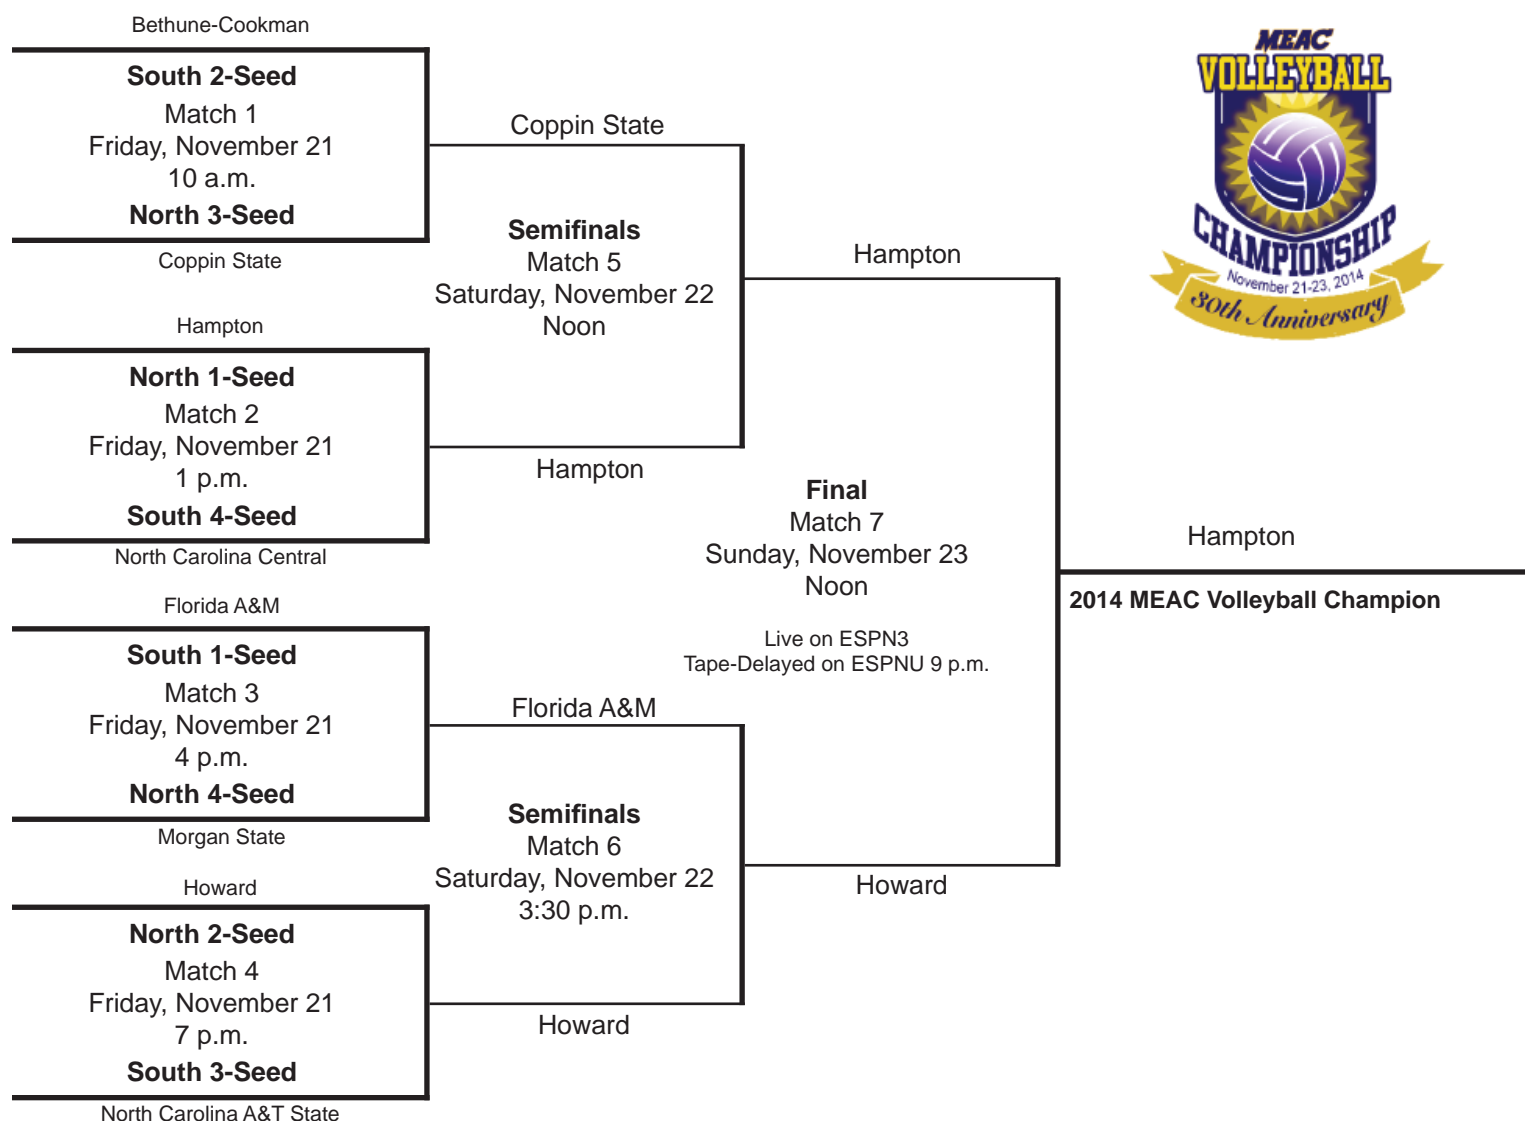 Bethune-Cookman
South 2-Seed
Match 1
Friday, November 21
10 a.m.
North 3-Seed
Coppin State
Hampton
North 1-Seed
Match 2
Friday, November 21
1 p.m.
South 4-Seed
North Carolina Central
Florida A&M
South 1-Seed
Match 3
Friday, November 21
4 p.m.
North 4-Seed
Morgan State
Howard
North 2-Seed
Match 4
Friday, November 21
7 p.m.
South 3-Seed
North Carolina A&T State
Coppin State
Semifinals
Match 5
Saturday, November 22
Noon
Hampton
Florida A&M
Semifinals
Match 6
Saturday, November 22
3:30 p.m.
Howard
Hampton
Final
Match 7
Sunday, November 23
Noon
Live on ESPN3
Tape-Delayed on ESPNU 9 p.m.
Howard
MEAC
VOLLEYBALL
CHAMPIONSHIP
November 21-23, 2014
30th Anniversary
Hampton
2014 MEAC Volleyball Champion